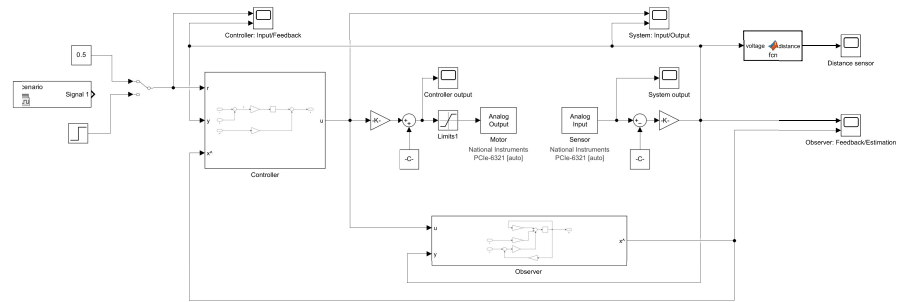 Controller: Input/Feedback
System: Input/Output
0.5
voltage
distance
fcn
Distance sensor
enario
Signal 1
r
y
x^
u
Controller
-K-
+
+
-C-
Controller output
Limits1
Analog
Output
Motor
National Instruments
PCIe-6321 [auto]
Analog
Input
Sensor
National Instruments
PCIe-6321 [auto]
System output
+
-
-C-
-K-
Observer: Feedback/Estimation
u
y
x^
Observer